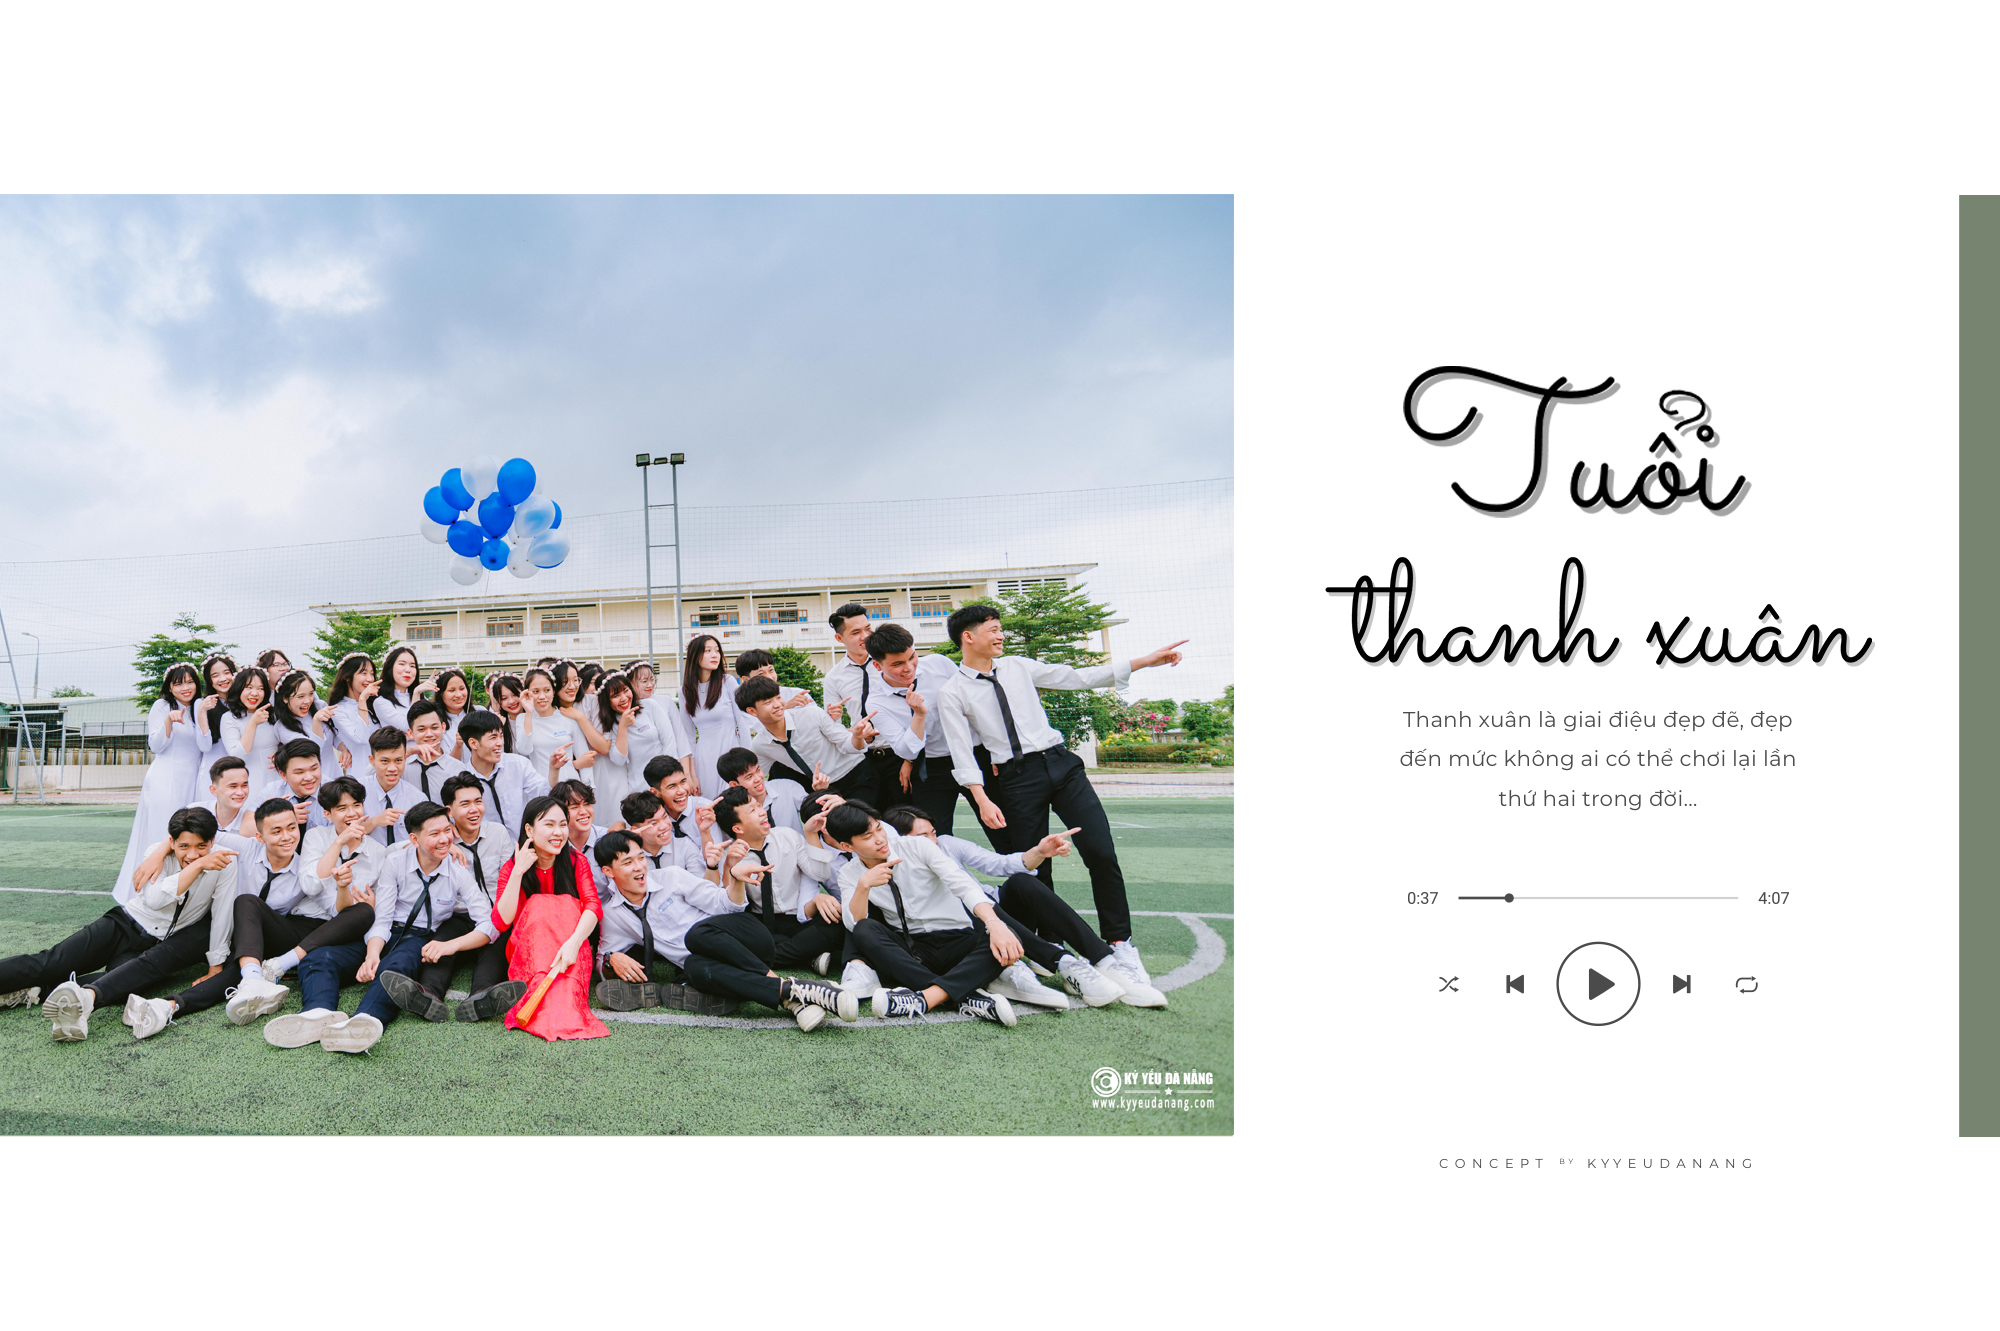 KỶ YẾU ĐÀ NẴNG
www.kyyeudanang.com
Tuổi
thanh xuân
Thanh xuân là giai điệu đẹp đẽ, đẹp
đến mức không ai có thể chơi lại lần
thứ hai trong đời...
0:37 4:07
CONCEPT BY KYYEUDANANG